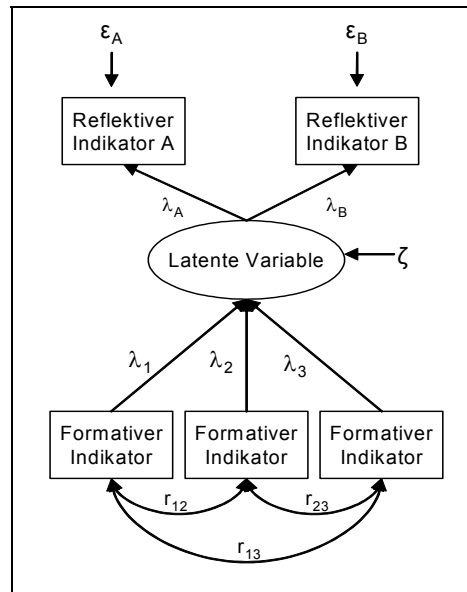 ε_A ε_B
Reflektiver Reflektiver
Indikator A Indikator B
λ_A λ_B
Latente Variable ζ
λ_1 λ_2 λ_3
Formativer Formativer Formativer
Indikator Indikator Indikator
r_12 r_23
r_13